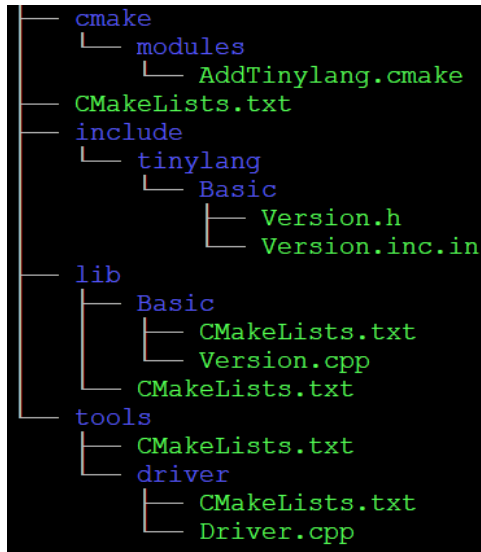 cmake
modules
AddTinylang.cmake
CMakeLists.txt
include
tinylang
Basic
Version.h
Version.inc.in
lib
Basic
CMakeLists.txt
Version.cpp
CMakeLists.txt
tools
CMakeLists.txt
driver
CMakeLists.txt
Driver.cpp